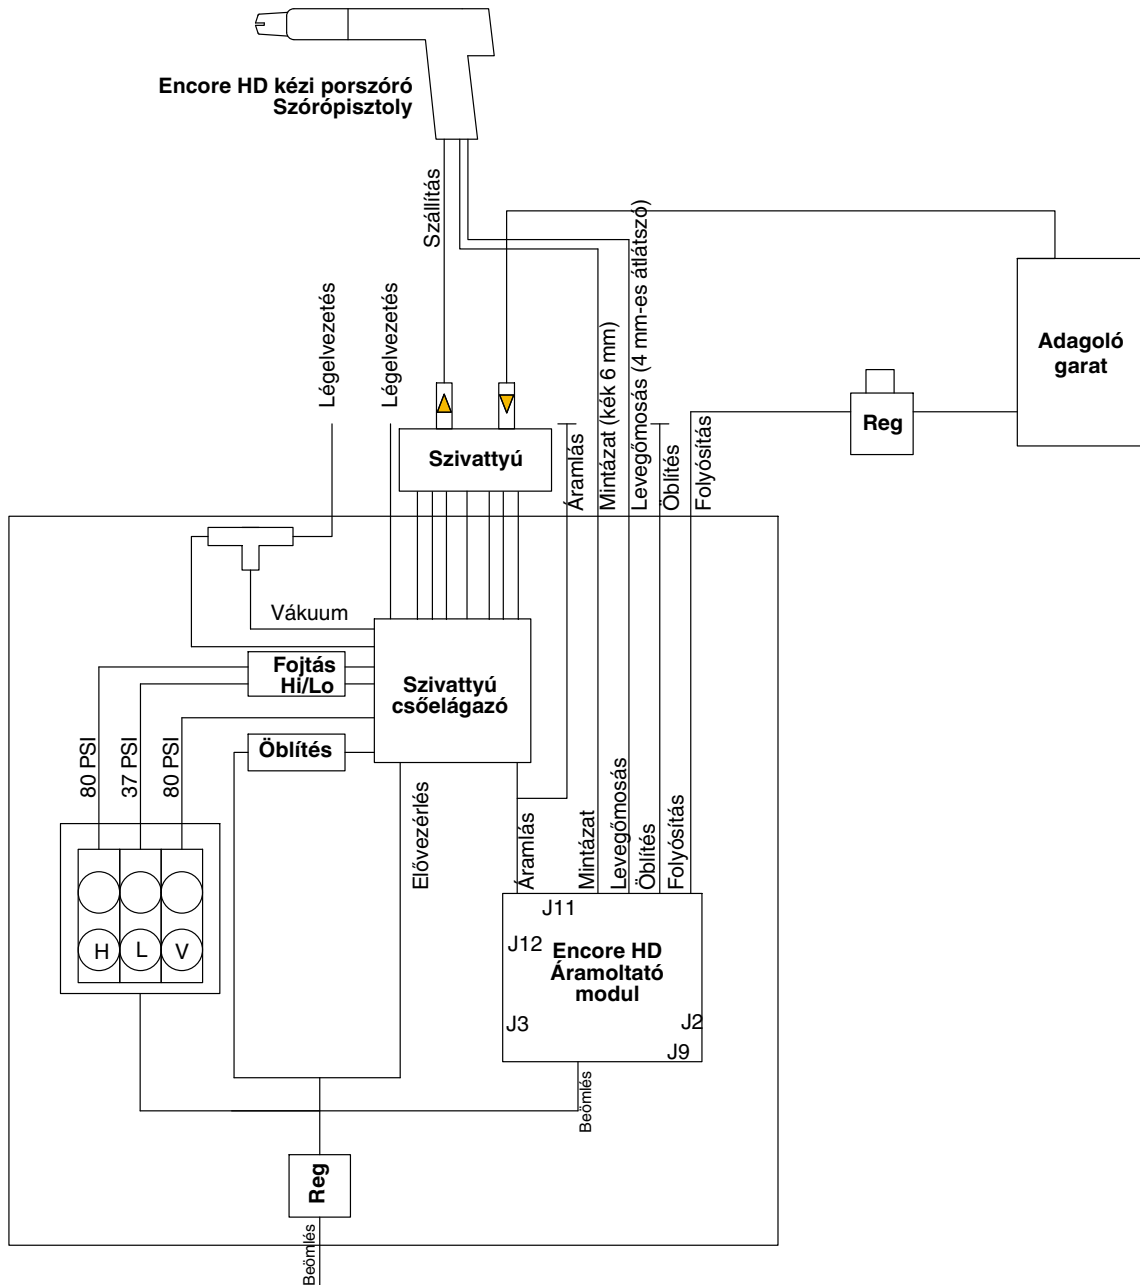 Encore HD kézi porszóró
Szórópisztoly
Szállítás
Légelvezetés
Légelvezetés
Áramlás
Mintázat (kék 6 mm)
Levegőmosás (4 mm-es átlátszó)
Öblítés
Folyósítás
Adagoló
garat
Reg
Szivattyú
Vákuum
Fojtás
Hi/Lo
Szivattyú
csőelágazó
Öblítés
80 PSI
37 PSI
80 PSI
Elővezérlés
Áramlás
Mintázat
Levegőmosás
Öblítés
Folyósítás
H
L
V
J11
J12
Encore HD
Áramoltató
modul
J3
J2
J9
Beömlés
Reg
Beömlés